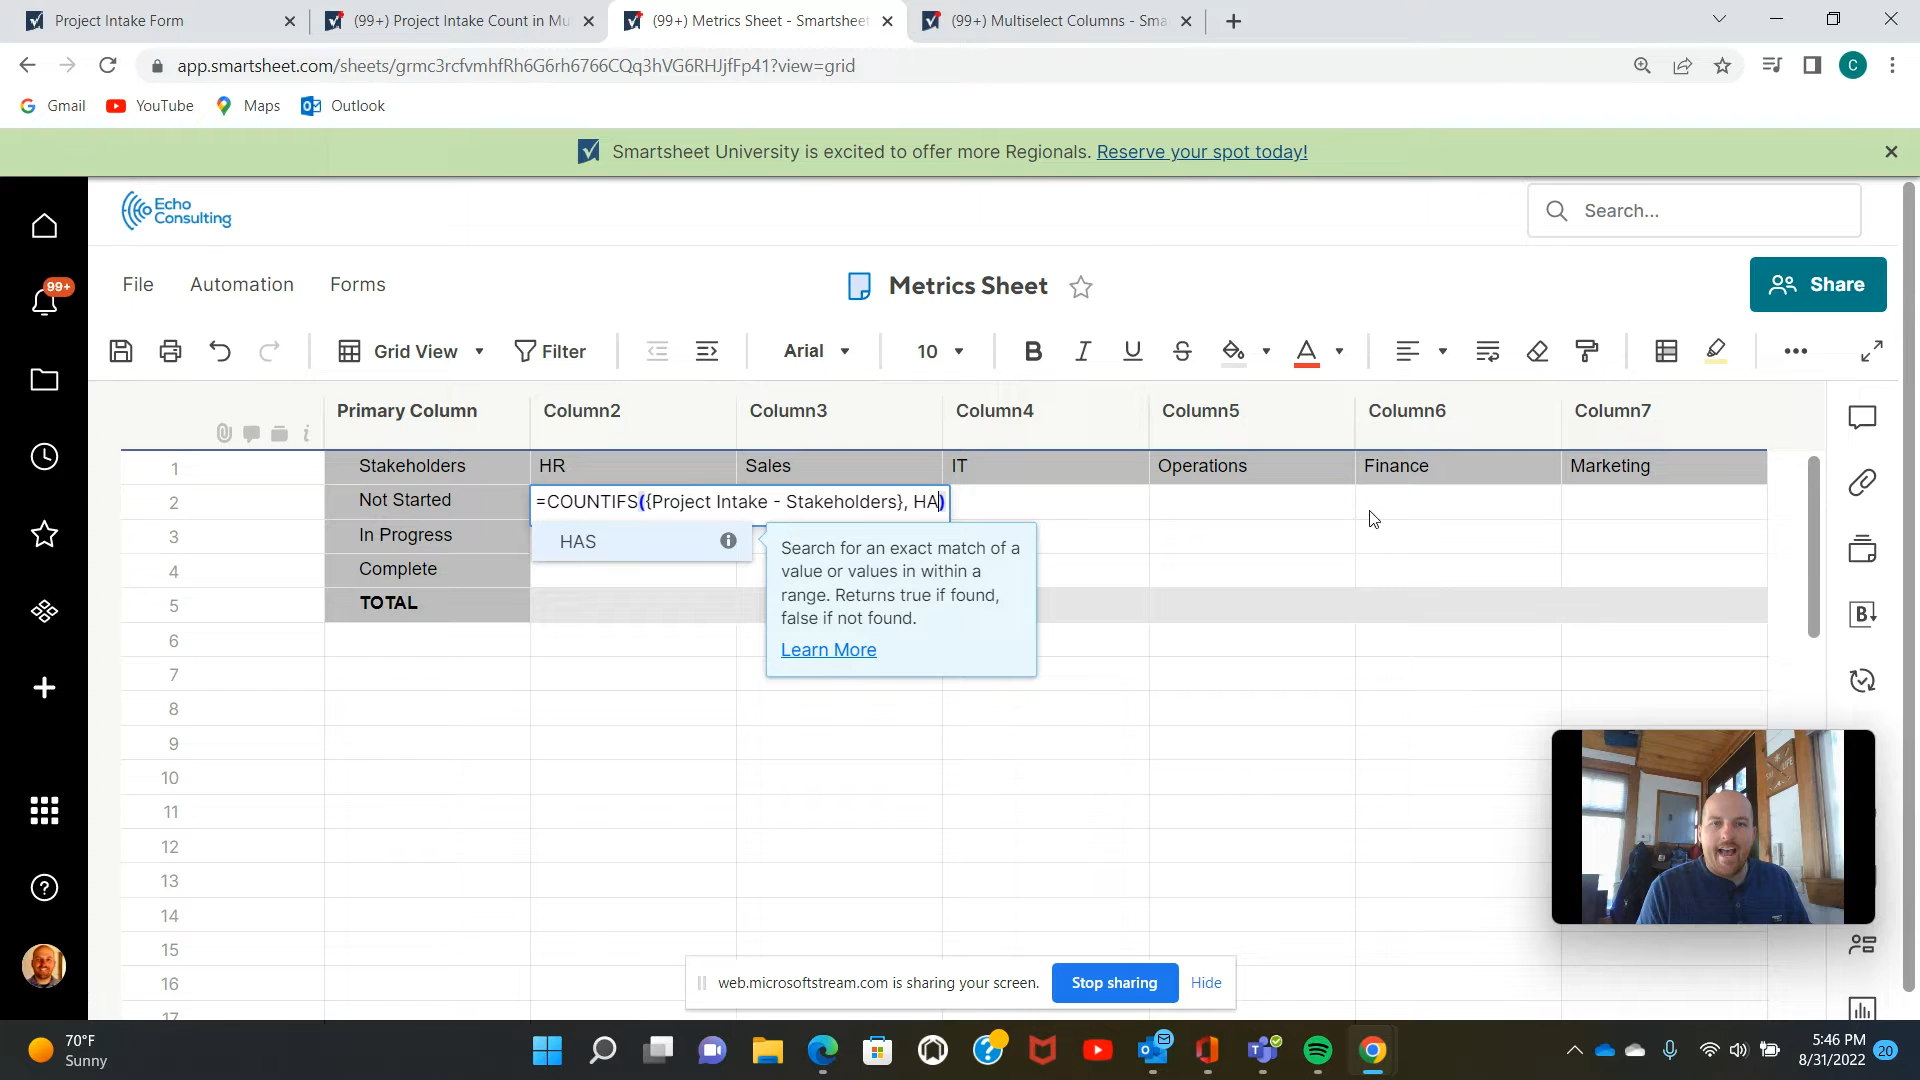 Project Intake Form
(99+) Project Intake Count in Mu
(99+) Metrics Sheet - Smartsheet
(99+) Multiselect Columns - Sma
app.smartsheet.com/sheets/grmc3rcfvmhfRh6G6rh6766CQq3hVG6RHJjfFp41?view=grid
C
Gmail
YouTube
Maps
Outlook
Smartsheet University is excited to offer more Regionals. Reserve your spot today!
Echo
Consulting
Search...
99+
File
Automation
Forms
Metrics Sheet
Share
Grid View
Filter
Arial
10
B
I
U
S
A
Primary Column
Column2
Column3
Column4
Column5
Column6
Column7
1
Stakeholders
HR
Sales
IT
Operations
Finance
Marketing
2
Not Started
=COUNTIFS({Project Intake - Stakeholders}, HA)
3
In Progress
HAS
Search for an exact match of a
value or values in within a
range. Returns true if found,
false if not found.
Learn More
4
Complete
5
TOTAL
6
7
8
9
10
11
12
13
14
15
16
17
web.microsoftstream.com is sharing your screen.
Stop sharing
Hide
70°F
Sunny
5:46 PM
8/31/2022
20